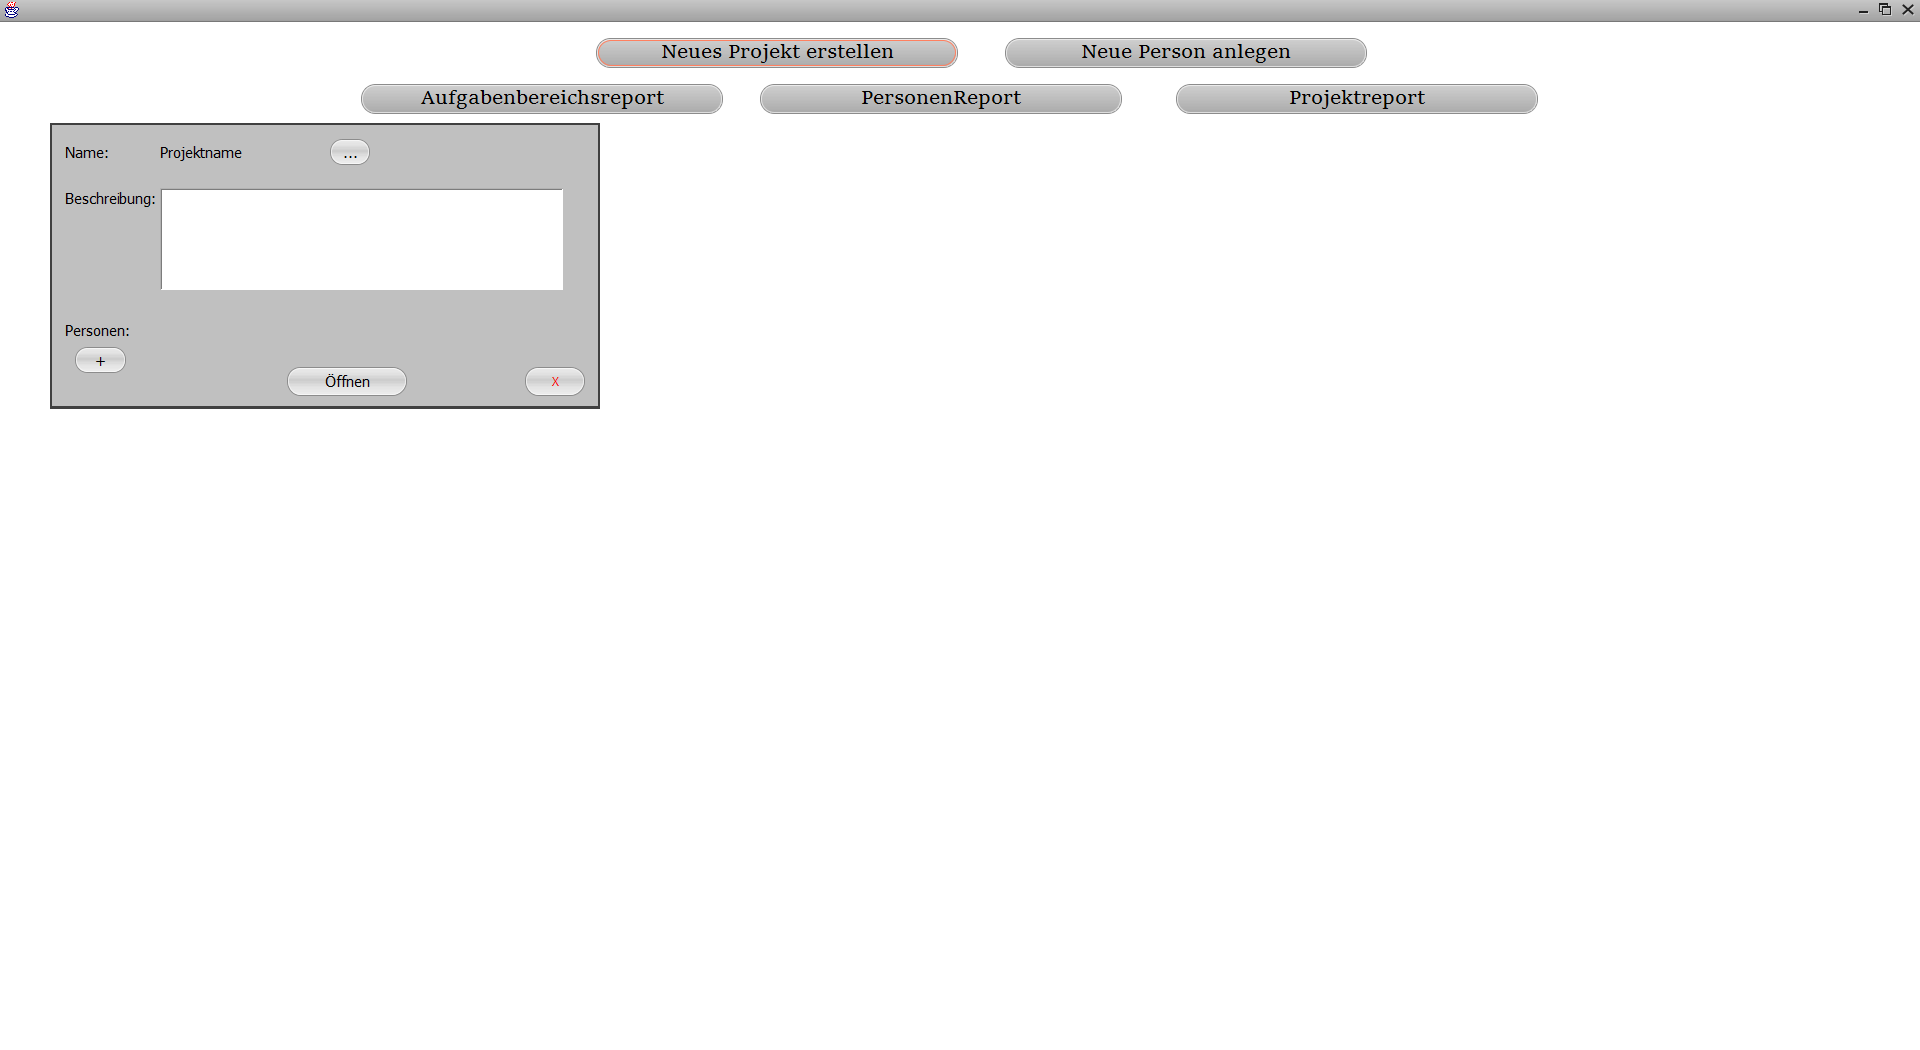 Neues Projekt erstellen Neue Person anlegen
Aufgabenbereichsreport PersonenReport Projektreport
Name: Projektname ...
Beschreibung:
Personen:
+
Öffnen X